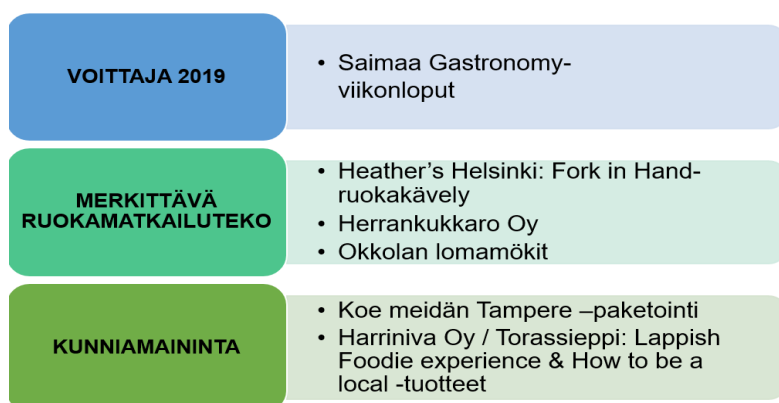 VOITTAJA 2019
• Saimaa Gastronomy-
viikonloput
MERKITTÄVÄ
RUOKAMATKAILUTEKO
• Heather’s Helsinki: Fork in Hand-
ruokakävely
• Herrankukkaro Oy
• Okkolan lomamökit
KUNNIAMAININTA
• Koe meidän Tampere –paketointi
• Harriniva Oy / Torassieppi: Lappish
Foodie experience & How to be a
local -tuotteet